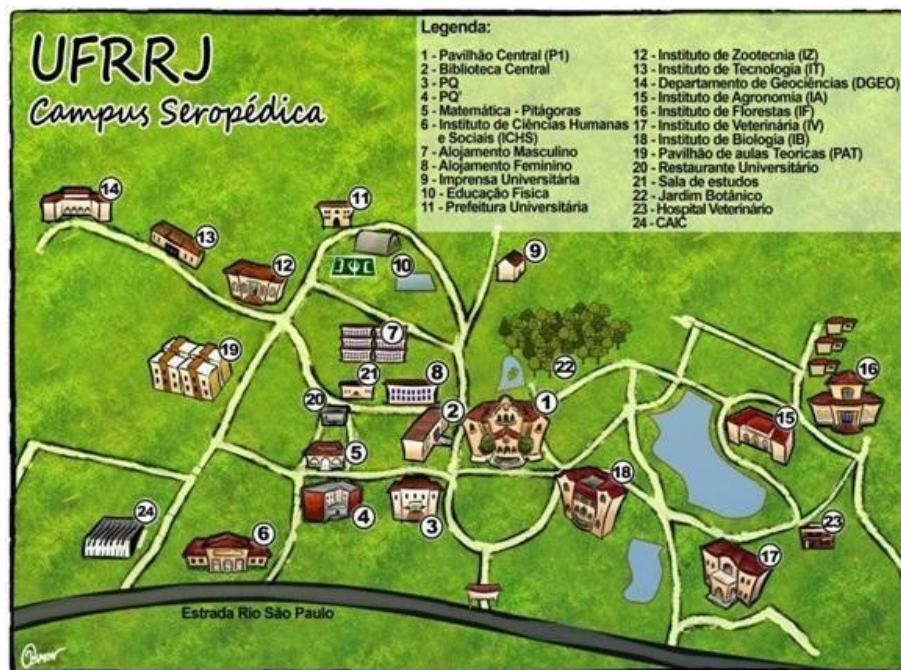 UFRRJ
Campus Seropédica
Legenda:
1 - Pavilhão Central (P1)
2 - Biblioteca Central
3 - PQ
4 - PQ'
5 - Matemática - Pitágoras
6 - Instituto de Ciências Humanas
e Sociais (ICHS)
7 - Alojamento Masculino
8 - Alojamento Feminino
9 - Imprensa Universitária
10 - Educação Física
11 - Prefeitura Universitária
12 - Instituto de Zootecnia (IZ)
13 - Instituto de Tecnologia (IT)
14 - Departamento de Geociências (DGEO)
15 - Instituto de Agronomia (IA)
16 - Instituto de Florestas (IF)
17 - Instituto de Veterinária (IV)
18 - Instituto de Biologia (IB)
19 - Pavilhão de aulas Teoricas (PAT)
20 - Restaurante Universitário
21 - Sala de estudos
22 - Jardim Botânico
23 - Hospital Veterinário
24 - CAIC
14
11
13
9
12
10
7
22
19
21
8
16
20
2
1
15
5
18
4
3
24
6
23
17
Estrada Rio São Paulo